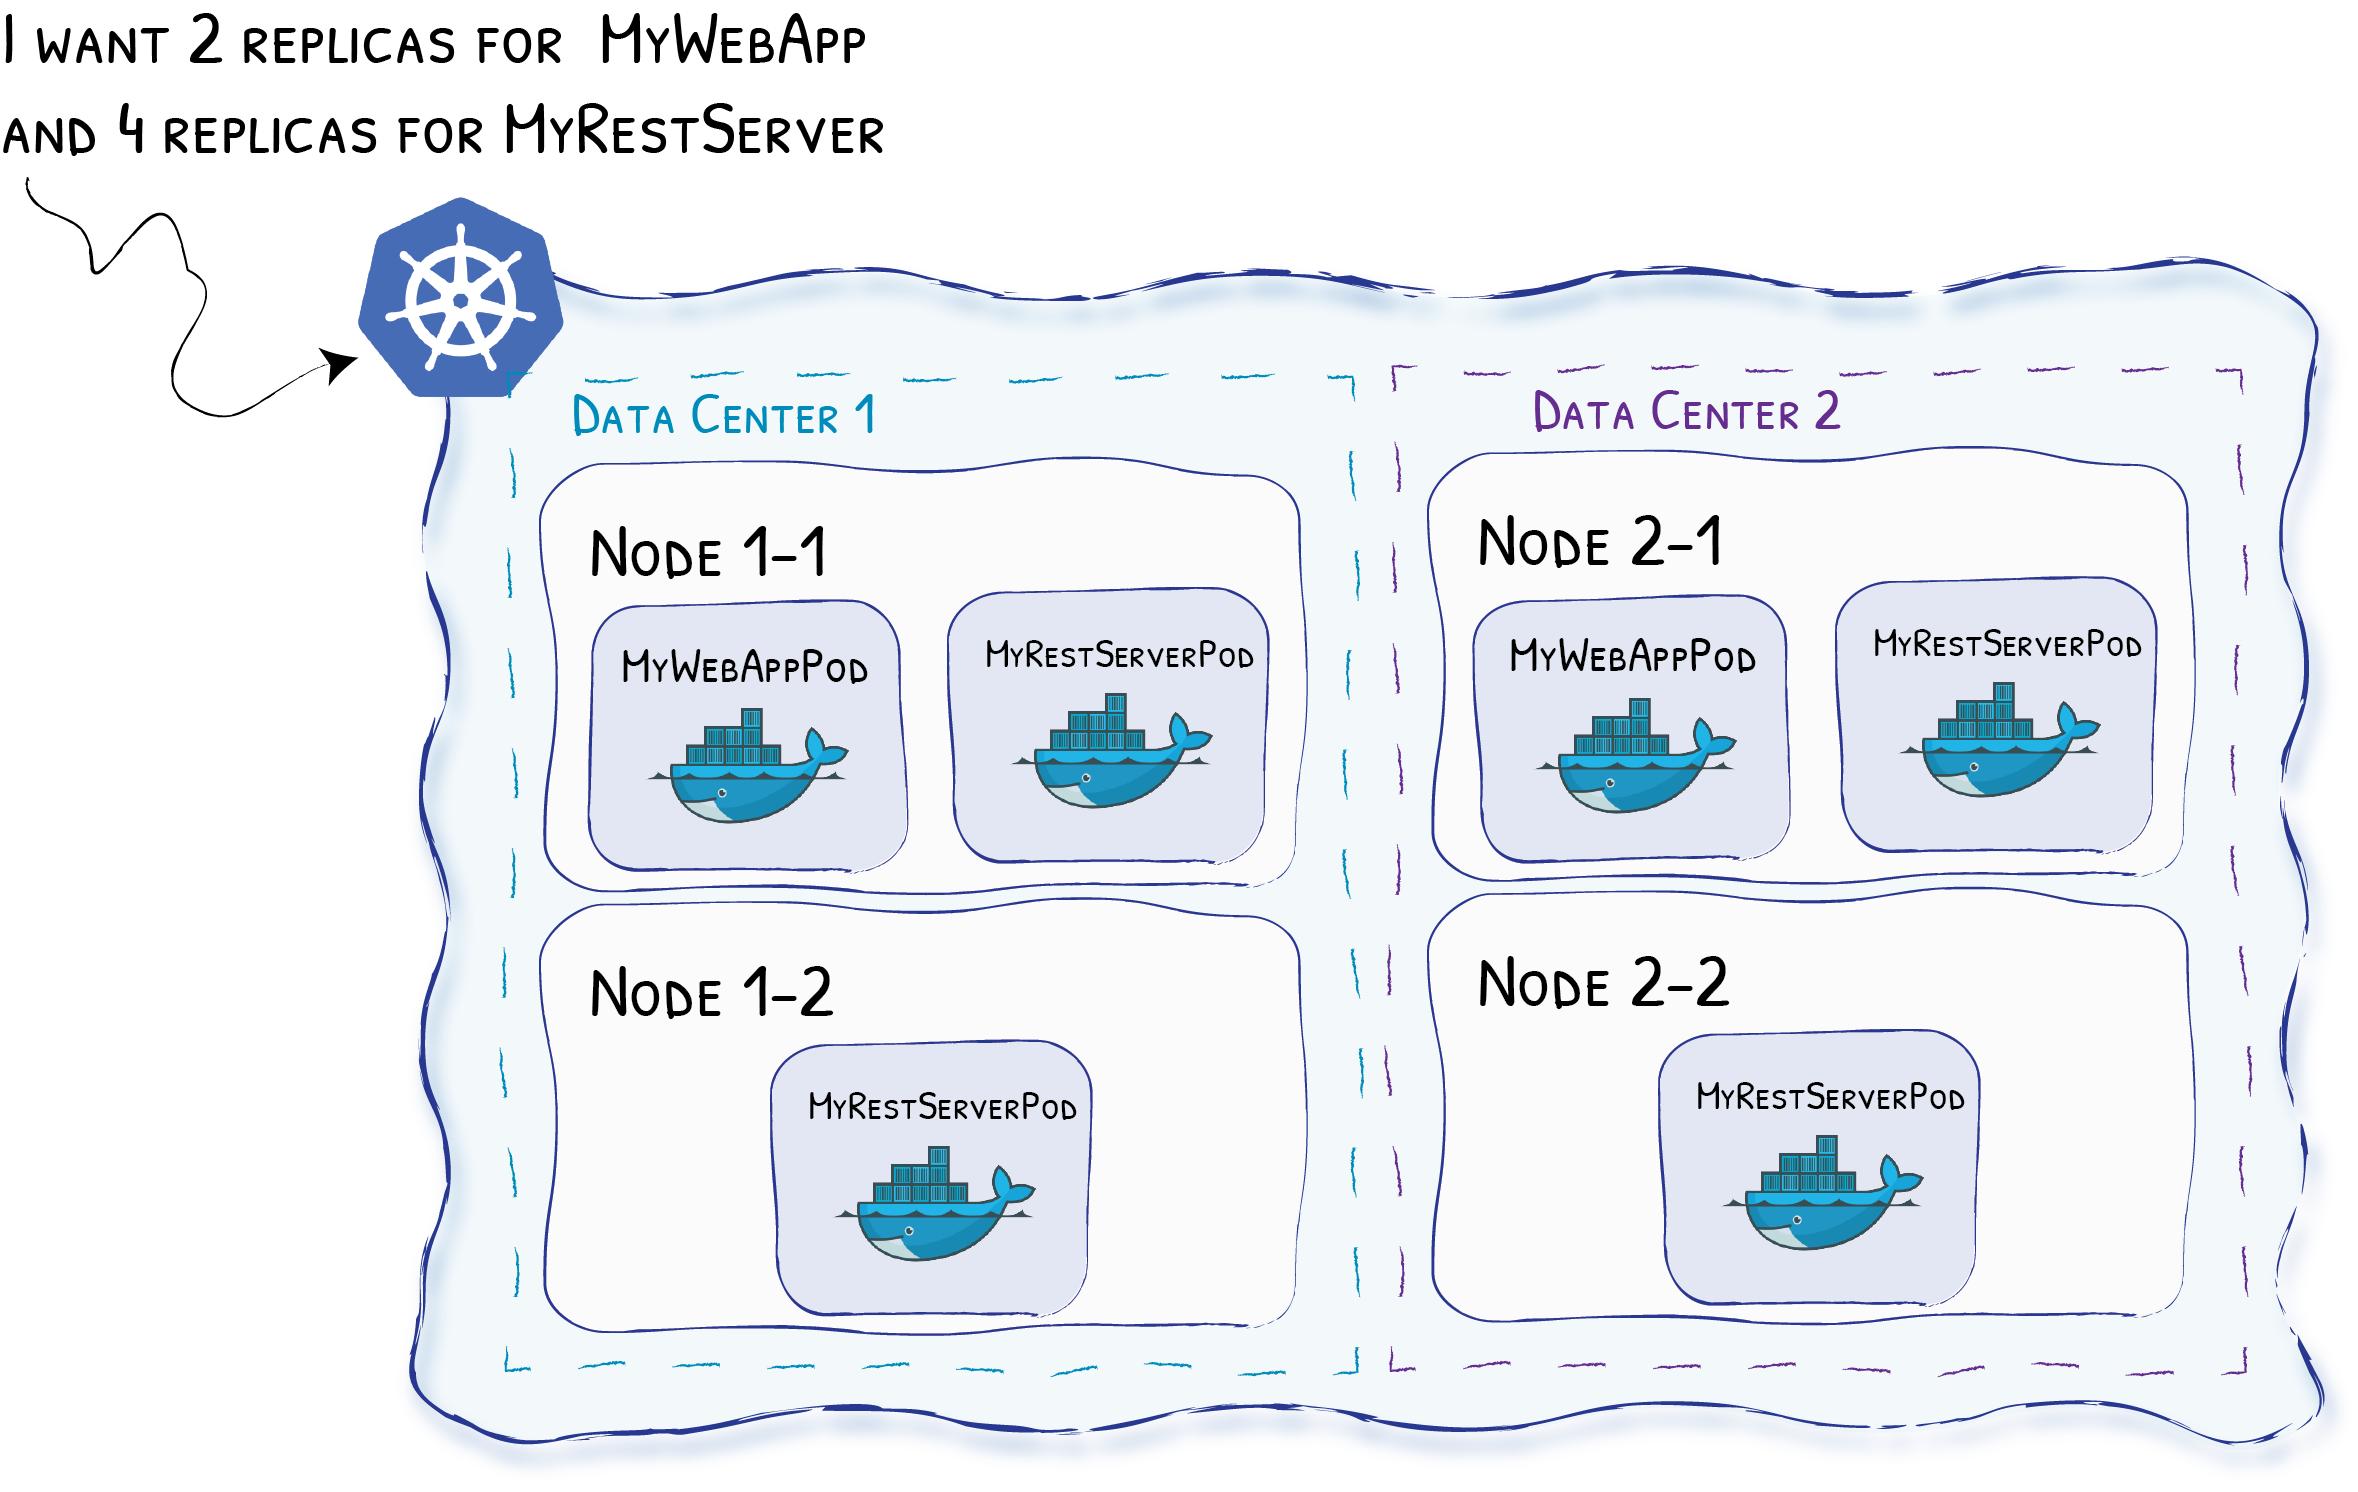 I want 2 replicas for MyWebApp
and 4 replicas for MyRestServer
Data Center 1
Data Center 2
Node 1-1
MyWebAppPod
MyRestServerPod
Node 2-1
MyWebAppPod
MyRestServerPod
Node 1-2
MyRestServerPod
Node 2-2
MyRestServerPod